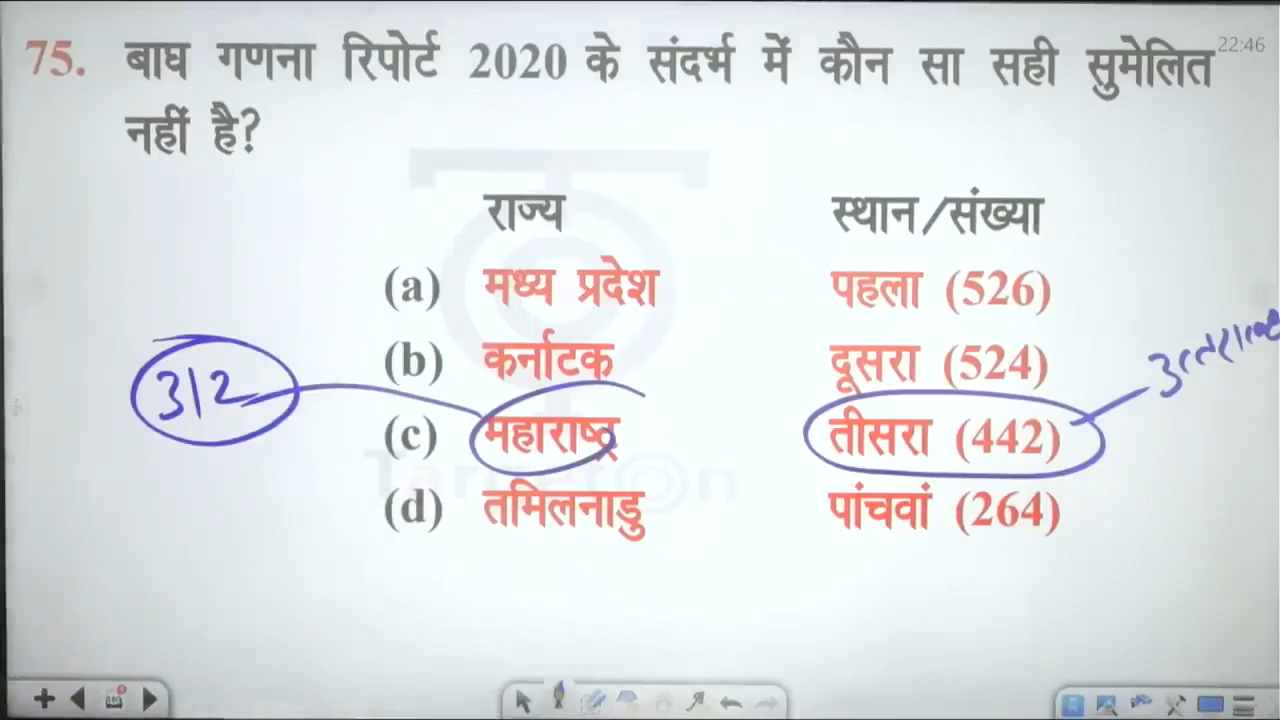 22:46
75. बाघ गणना रिपोर्ट 2020 के संदर्भ में कौन सा सही सुमेलित
नहीं है?
राज्य स्थान/संख्या
(a) मध्य प्रदेश पहला (526)
(b) कर्नाटक दूसरा (524)
312 (c) महाराष्ट्र तीसरा (442)
(d) तमिलनाडु पांचवां (264)